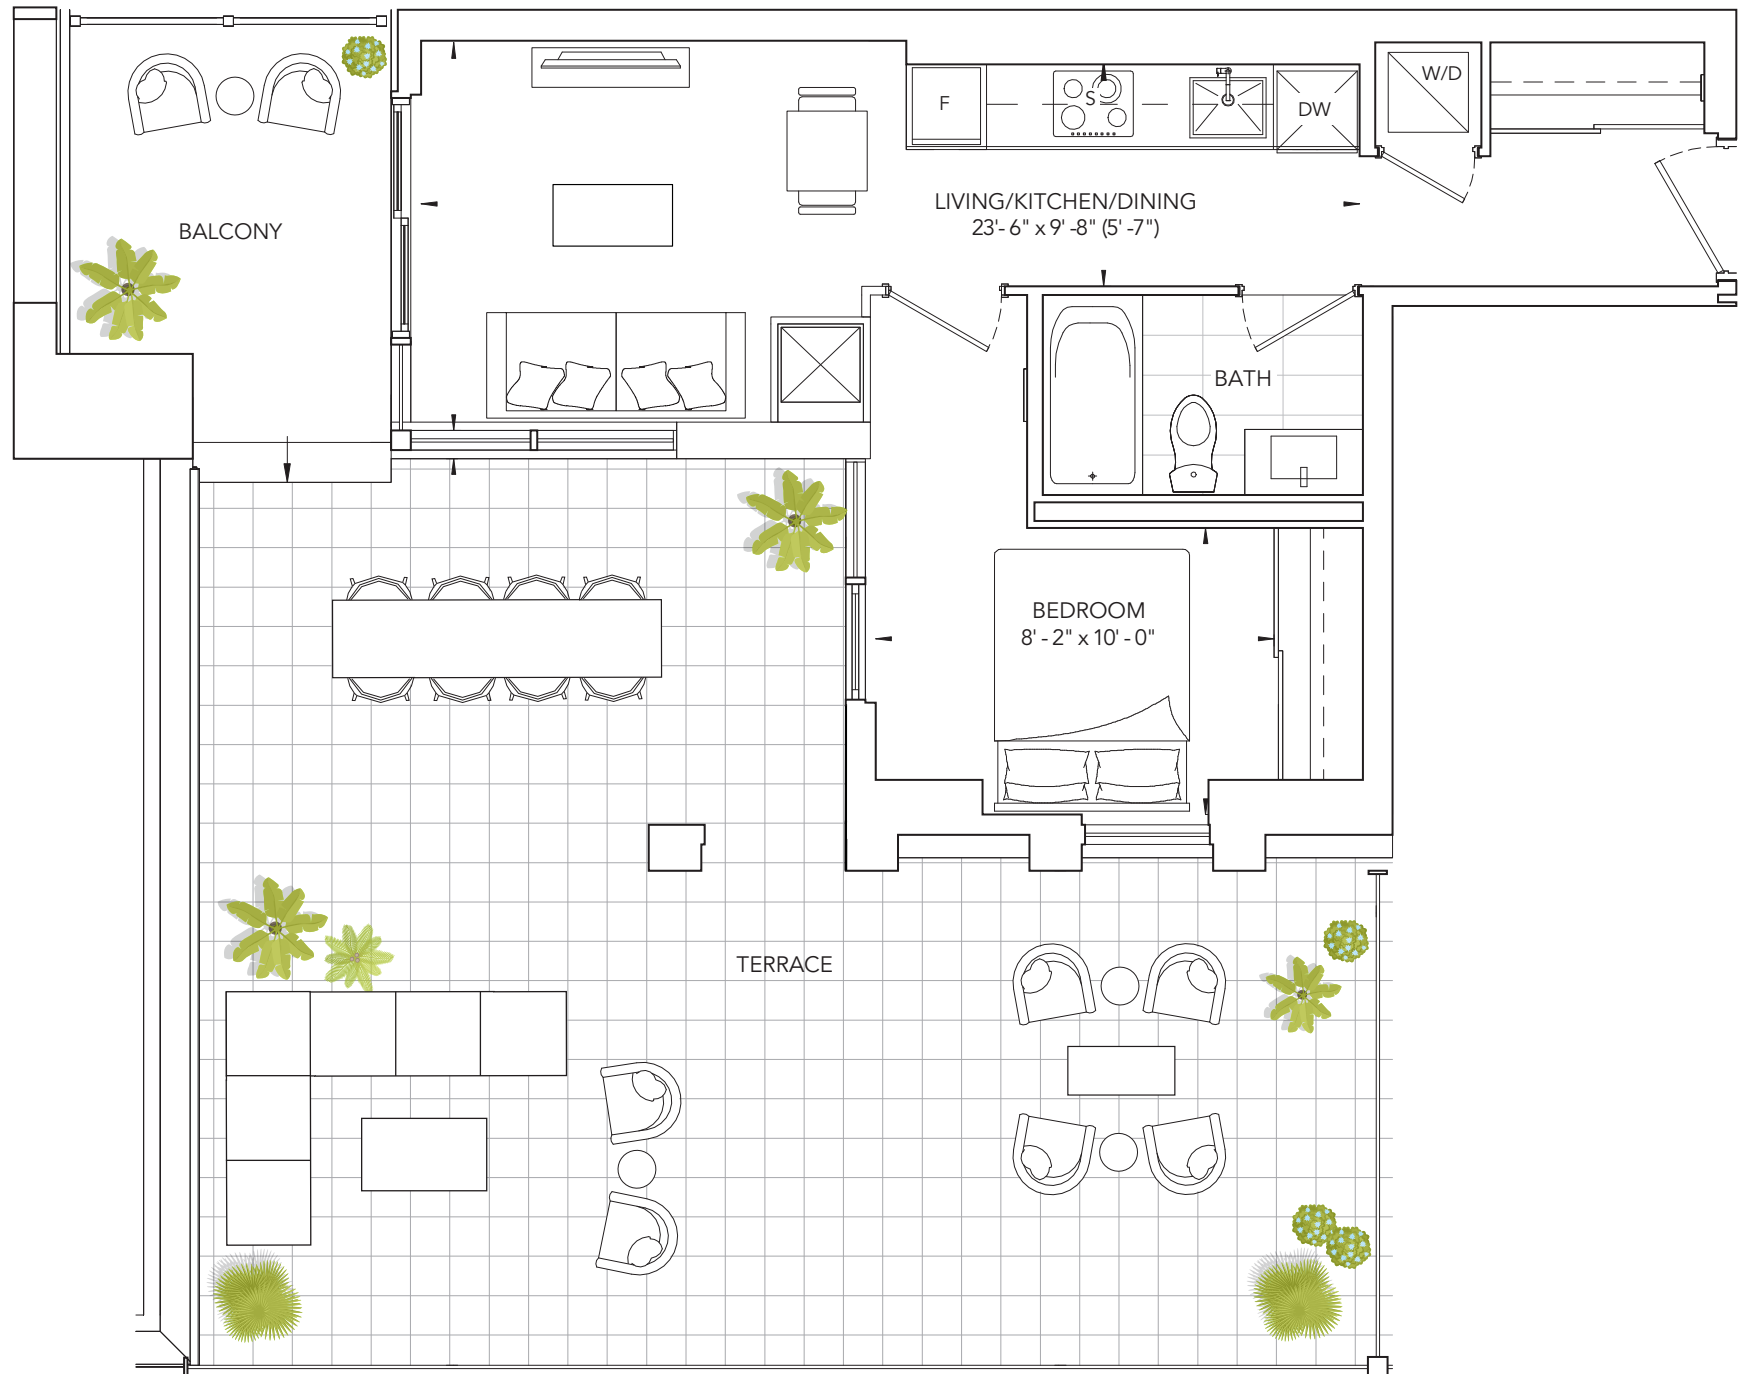 W/D
F
S
DW
LIVING/KITCHEN/DINING
23'- 6" x 9' -8" (5' -7")
BALCONY
BATH
BEDROOM
8' - 2" x 10' - 0"
TERRACE